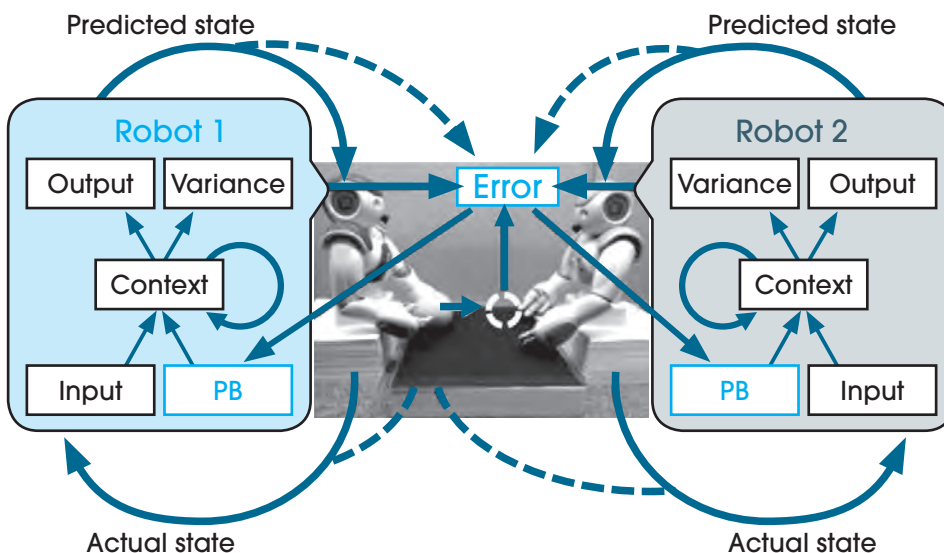 Predicted state
Predicted state
Robot 1
Output
Variance
Context
Input
PB
Error
Robot 2
Variance
Output
Context
PB
Input
Actual state
Actual state